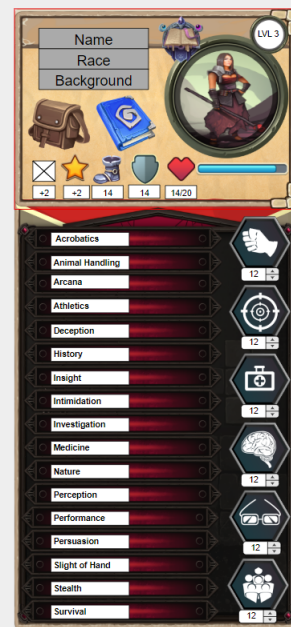 Name
LVL 3
Race
Background
+2
+2
14
14
14/20
Acrobatics
Animal Handling
12
Arcana
Athletics
Deception
12
History
Insight
Intimidation
12
Investigation
Medicine
Nature
12
Perception
Performance
Persuasion
12
Slight of Hand
Stealth
Survival
12